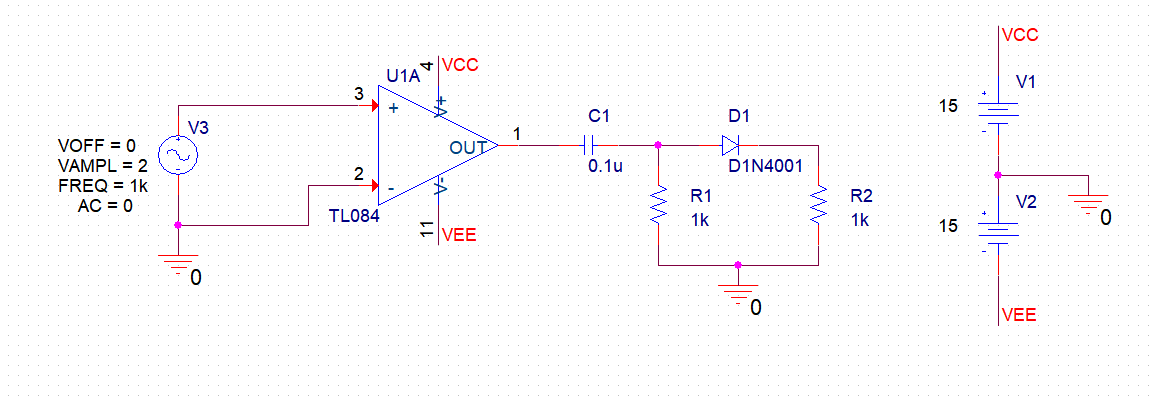 V3
VOFF = 0
VAMPL = 2
FREQ = 1k
AC = 0
0
U1A
3
+
2
-
TL084
4
VCC
V+
OUT
1
V-
11
VEE
C1
0.1u
R1
1k
D1
D1N4001
R2
1k
0
VCC
V1
15
+
-
0
V2
15
+
-
VEE